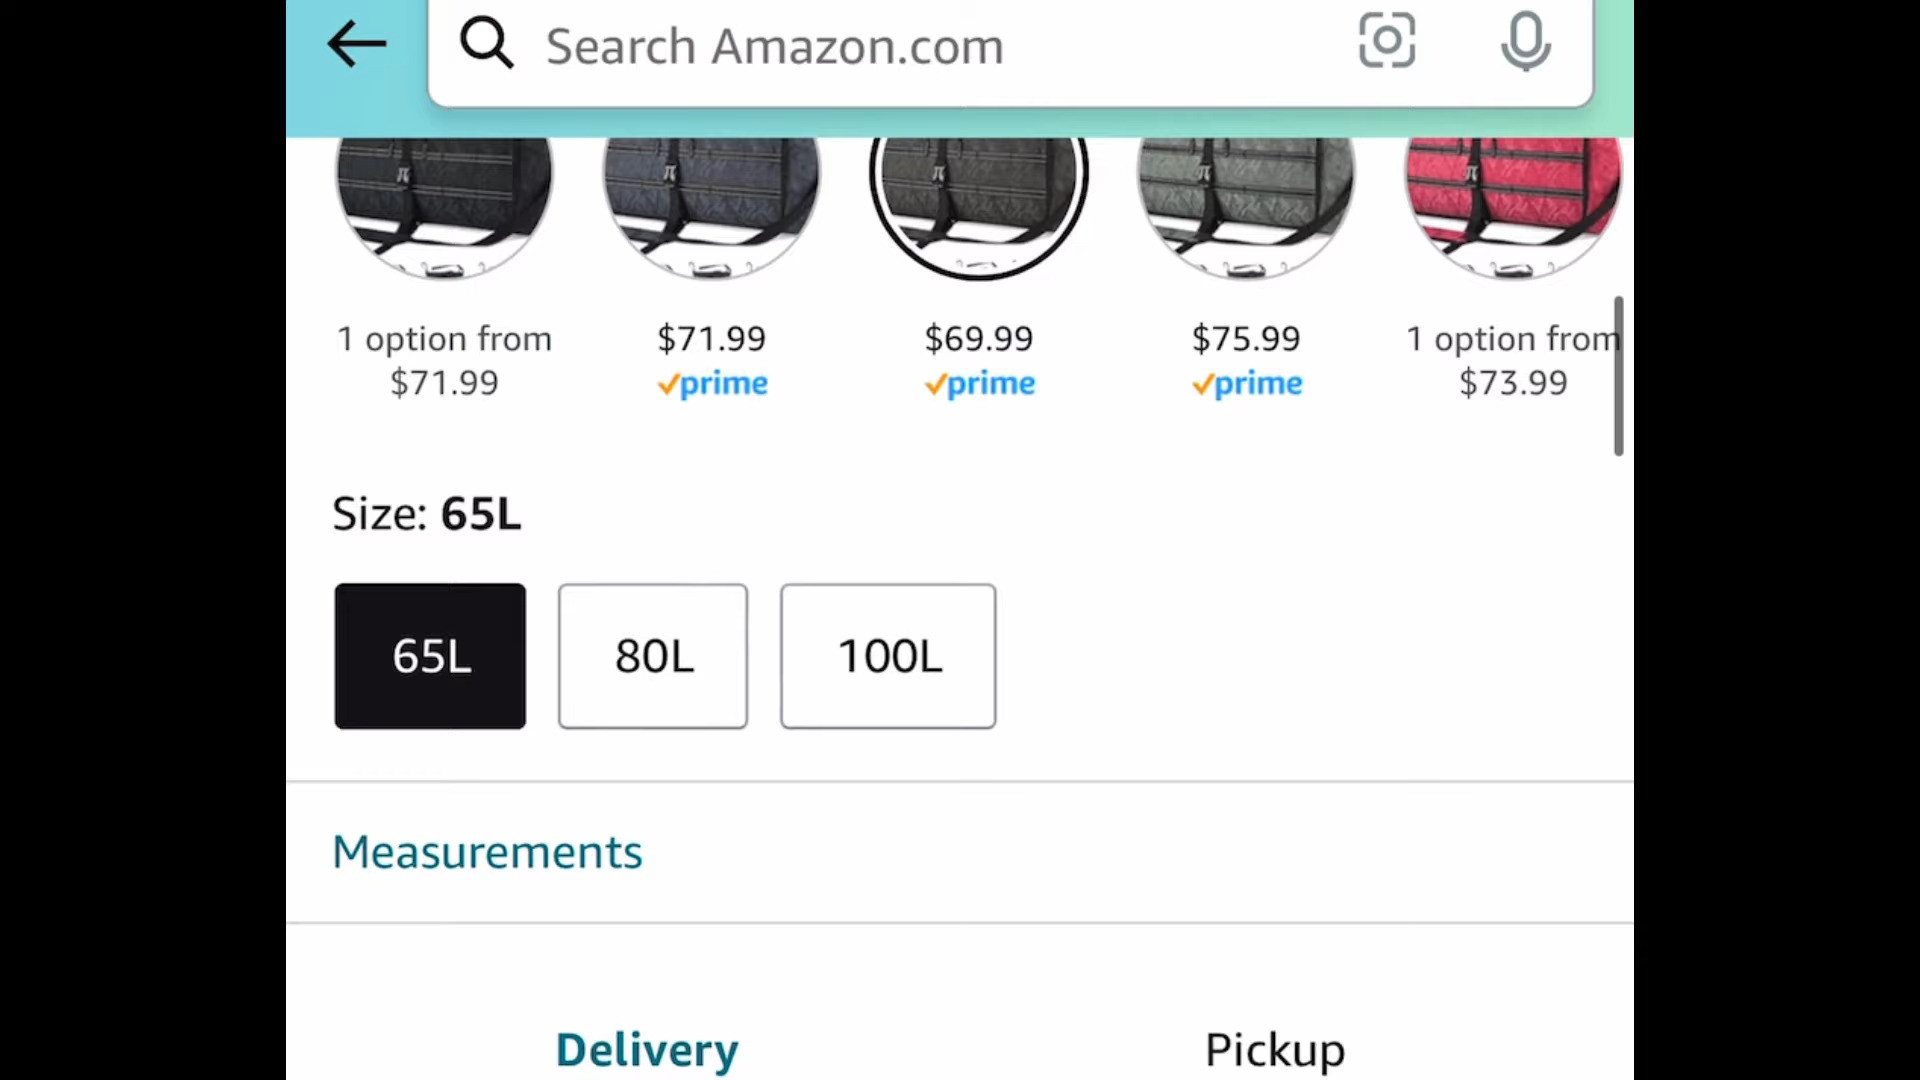 Search Amazon.com
1 option from $71.99
$71.99
prime
$69.99
prime
$75.99
prime
1 option from $73.99
Size: 65L
65L
80L
100L
Measurements
Delivery
Pickup